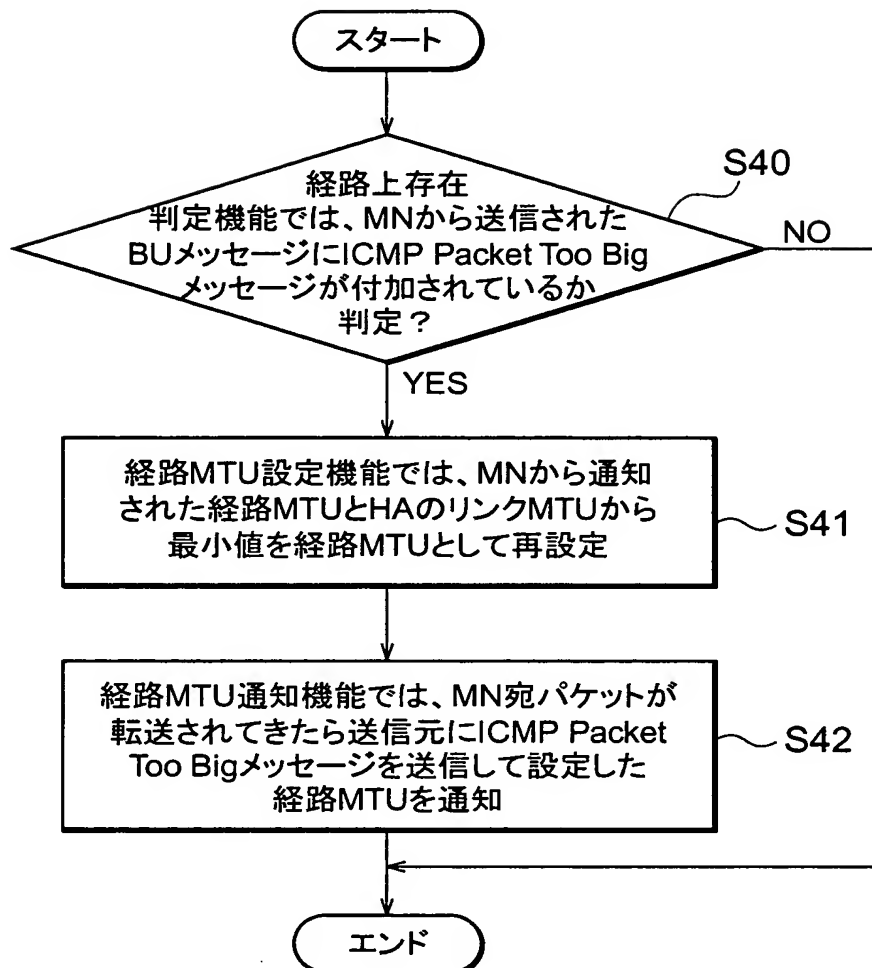 スタート
経路上存在
判定機能では、MNから送信された
BUメッセージにICMP Packet Too Big
メッセージが付加されているか
判定？
S40
NO
YES
経路MTU設定機能では、MNから通知
された経路MTUとHAのリンクMTUから
最小値を経路MTUとして再設定
S41
経路MTU通知機能では、MN宛パケットが
転送されてきたら送信元にICMP Packet
Too Bigメッセージを送信して設定した
経路MTUを通知
S42
エンド